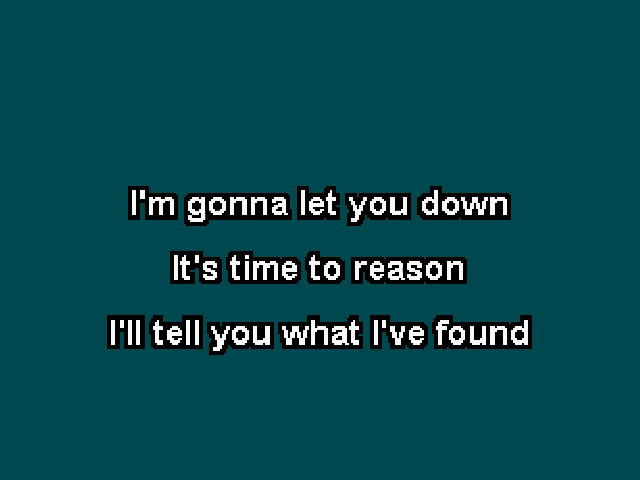 I'm gonna let you down
It's time to reason
I'll tell you what I've found